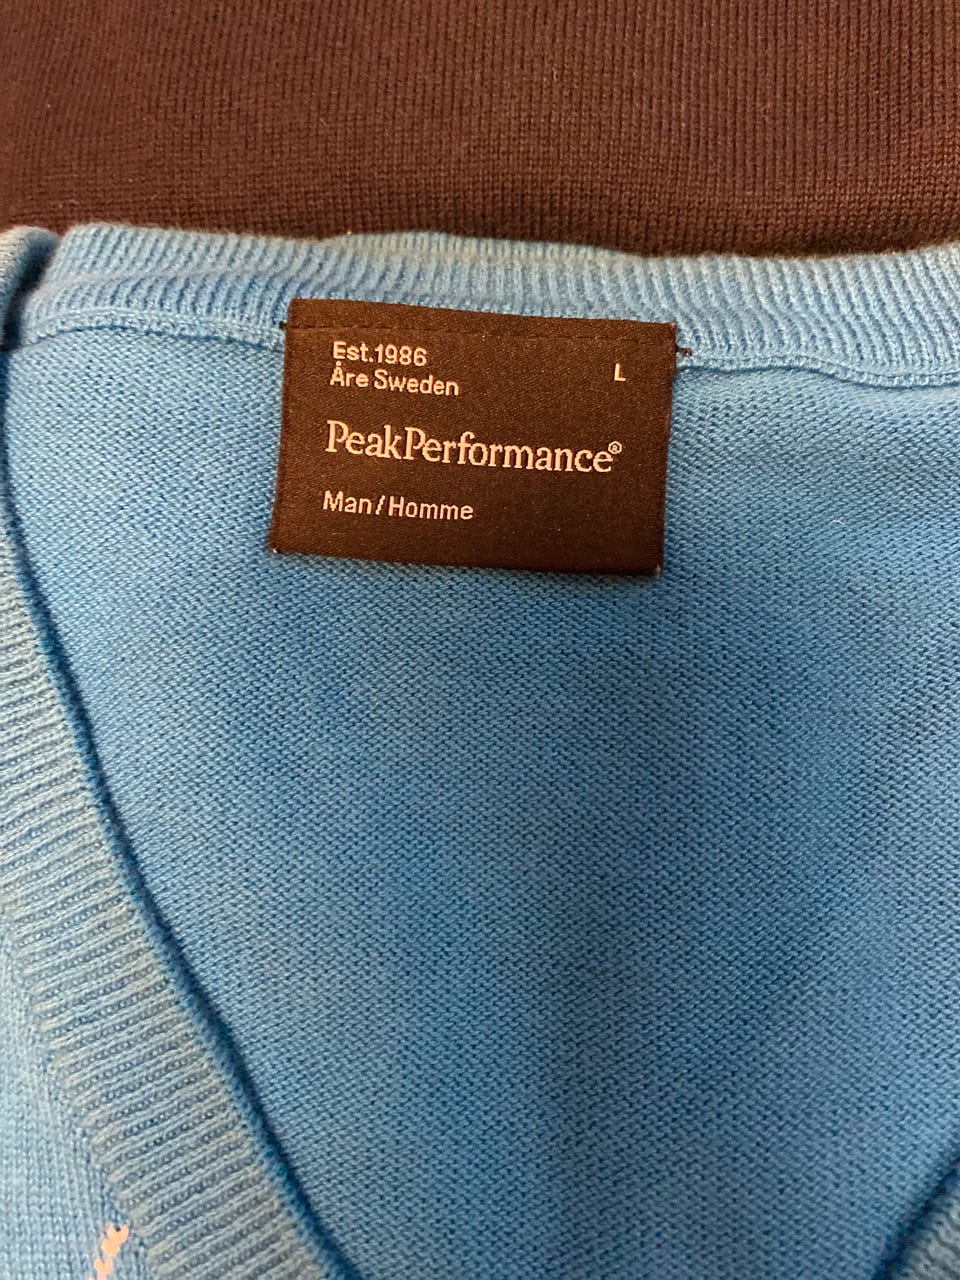 Est.1986
Åre Sweden
L
PeakPerformance®
Man/Homme